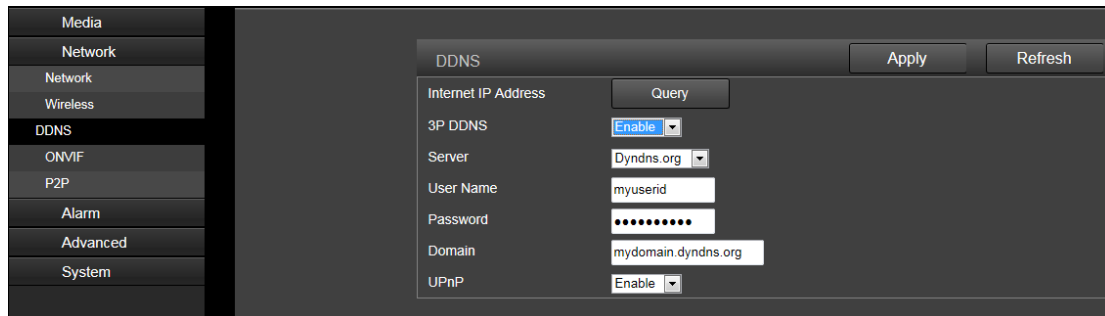 Media
Network
Network
Wireless
DDNS
ONVIF
P2P
Alarm
Advanced
System
DDNS Apply Refresh
Internet IP Address Query
3P DDNS Enable
Server Dyndns.org
User Name myuserid
Password ●●●●●●●●●●
Domain mydomain.dyndns.org
UPnP Enable